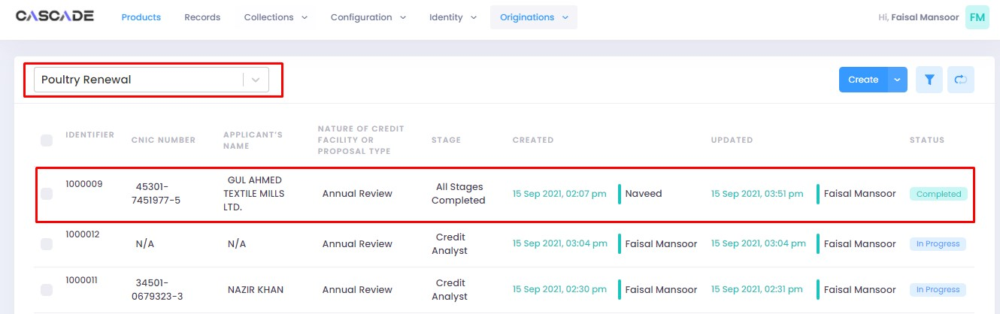 CASCADE Products Records Collections Configuration Identity Originations Hi, Faisal Mansoor FM
Poultry Renewal Create
IDENTIFIER CNIC NUMBER APPLICANT'S NAME NATURE OF CREDIT FACILITY OR PROPOSAL TYPE STAGE CREATED UPDATED STATUS
1000009 45301-7451977-5 GUL AHMED TEXTILE MILLS LTD. Annual Review All Stages Completed 15 Sep 2021, 02:07 pm Naveed 15 Sep 2021, 03:51 pm Faisal Mansoor Completed
1000012 N/A N/A Annual Review Credit Analyst 15 Sep 2021, 03:04 pm Faisal Mansoor 15 Sep 2021, 03:04 pm Faisal Mansoor In Progress
1000011 34501-0679323-3 NAZIR KHAN Annual Review Credit Analyst 15 Sep 2021, 02:30 pm Faisal Mansoor 15 Sep 2021, 02:31 pm Faisal Mansoor In Progress